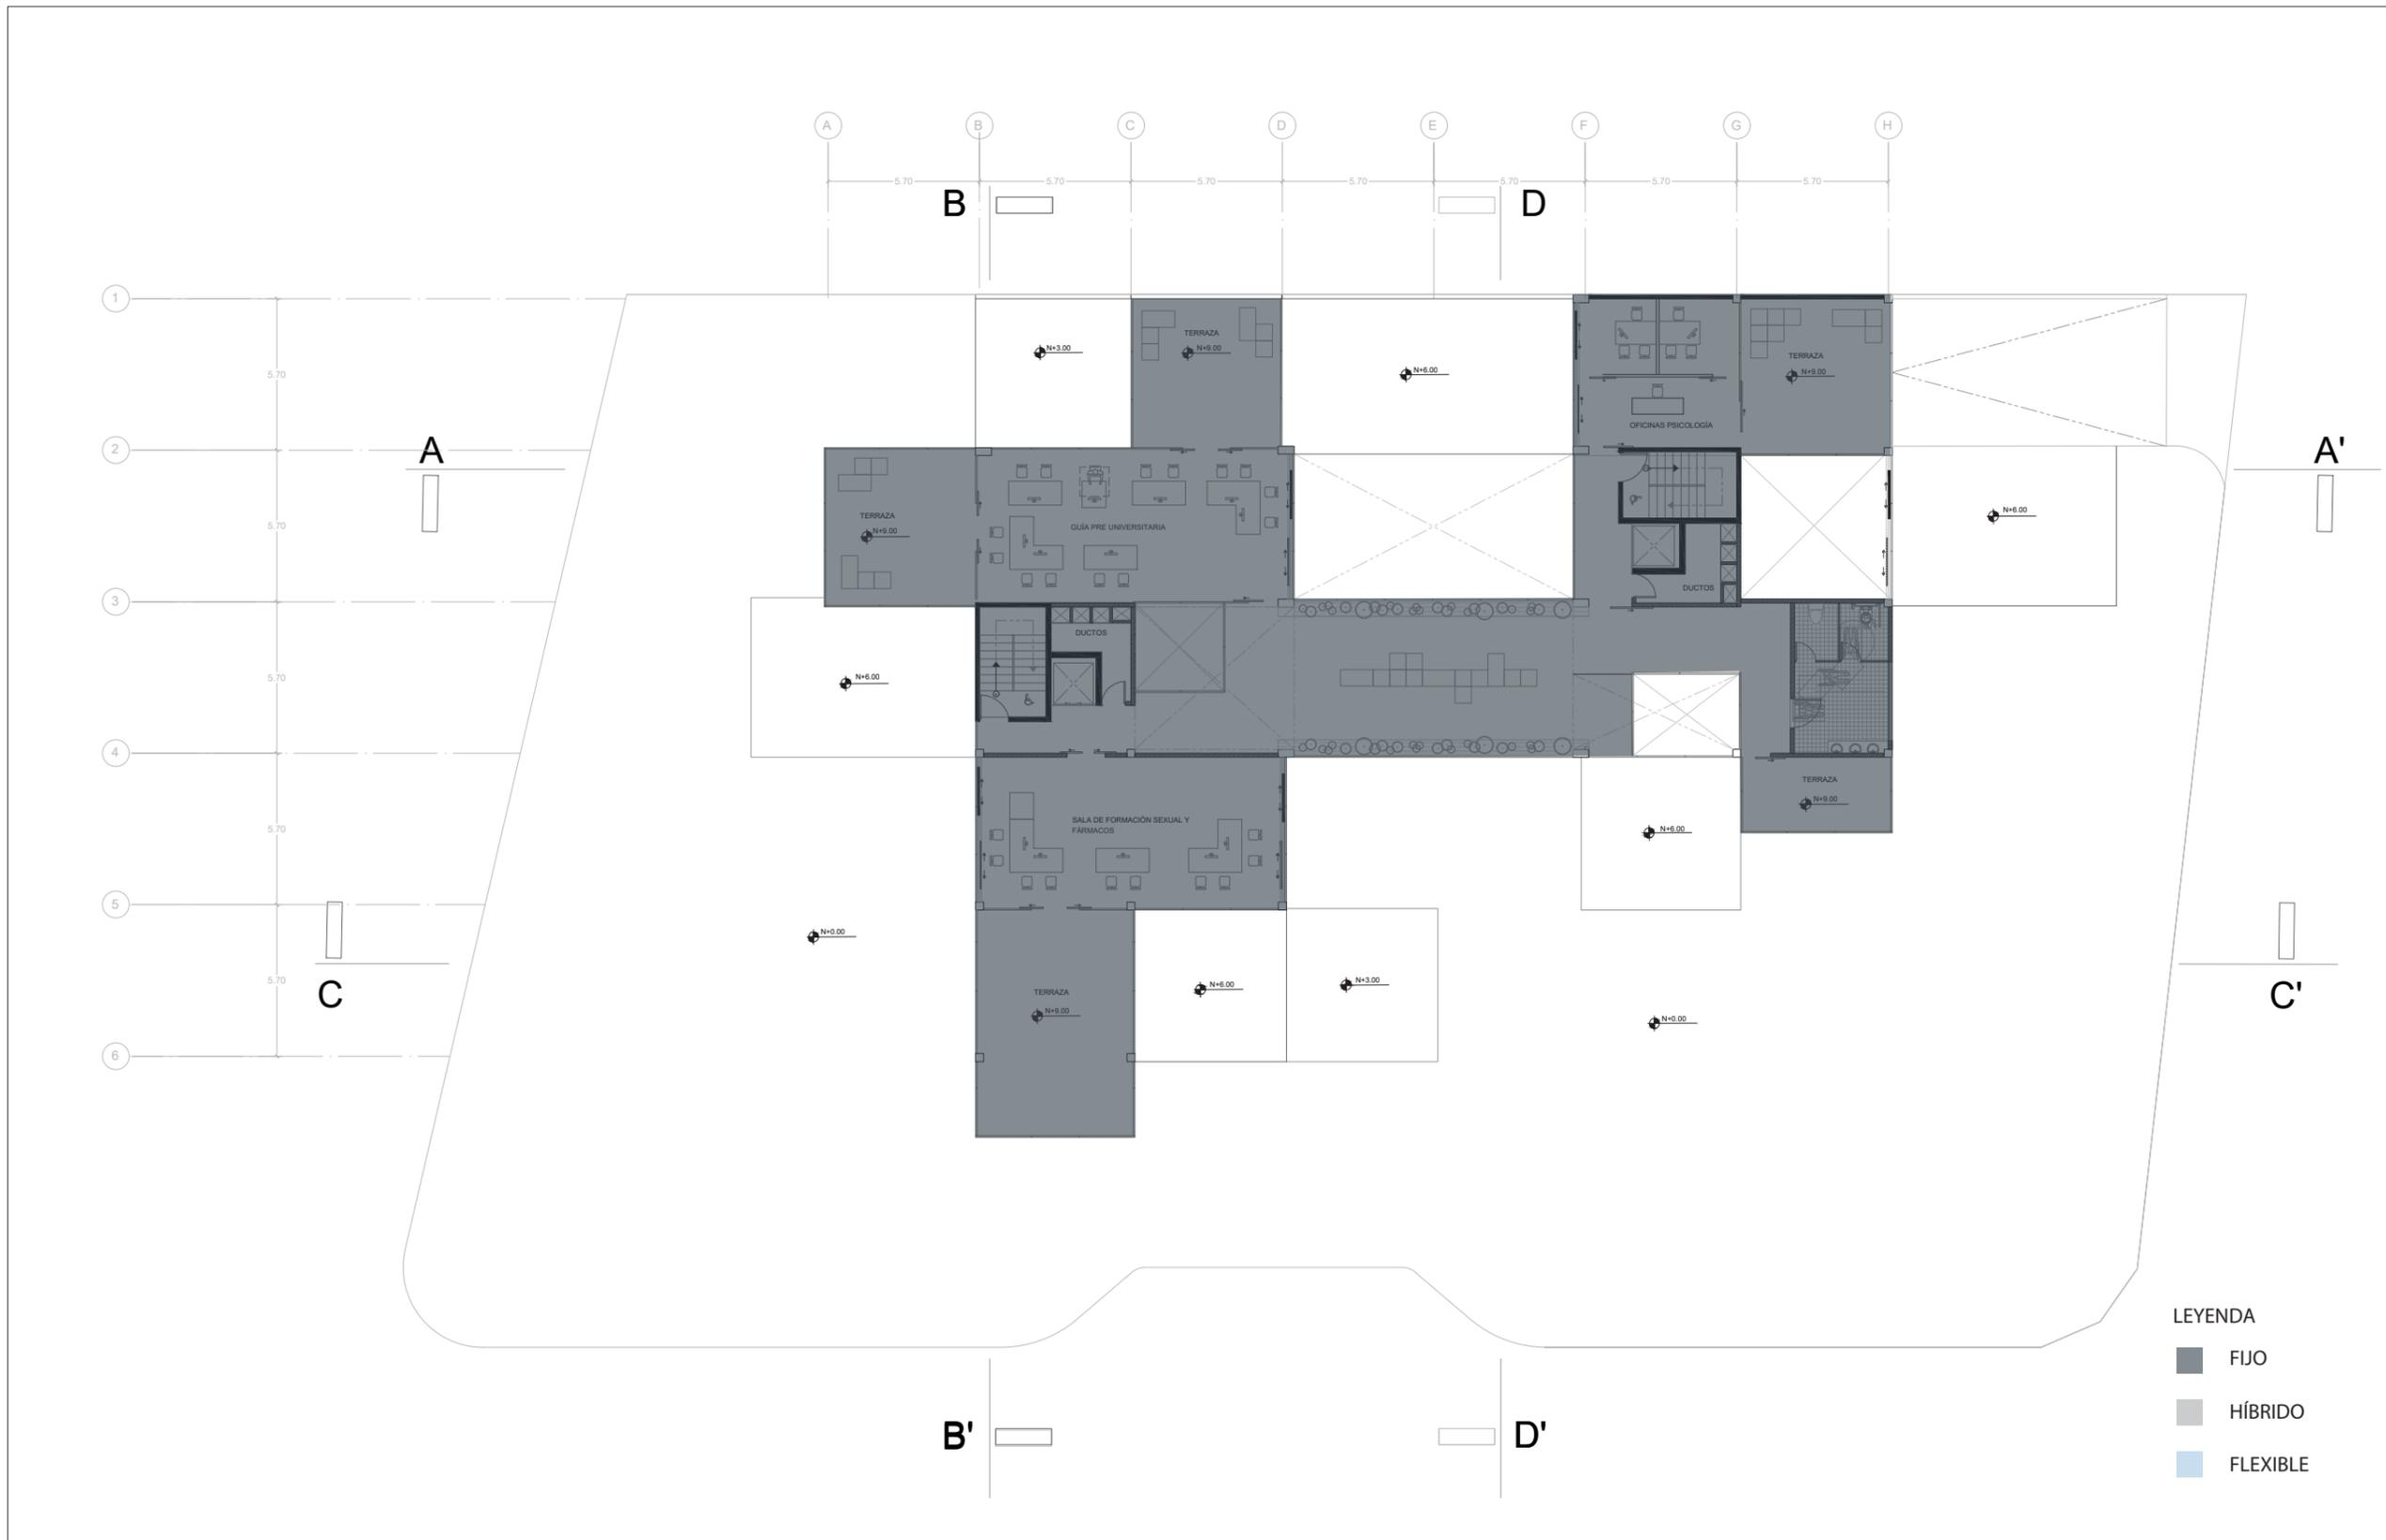 A B C D E F G H
5.70 5.70 5.70 5.70 5.70 5.70 5.70
B D
1
TERRAZA
N+3.00
N+9.00
N+6.00
TERRAZA
N+9.00
5.70
OFICINAS PSICOLOGÍA
2
A A'
TERRAZA
N+9.00
GUÍA PRE UNIVERSITARIA
N+6.00
5.70
DUCTOS
3
DUCTOS
N+6.00
5.70
4
TERRAZA
N+9.00
SALA DE FORMACIÓN SEXUAL Y
FÁRMACOS
N+6.00
5.70
5
N+0.00
C C'
5.70
TERRAZA
N+9.00
N+6.00
N+3.00
N+0.00
6
LEYENDA
FIJO
HÍBRIDO
FLEXIBLE
B' D'